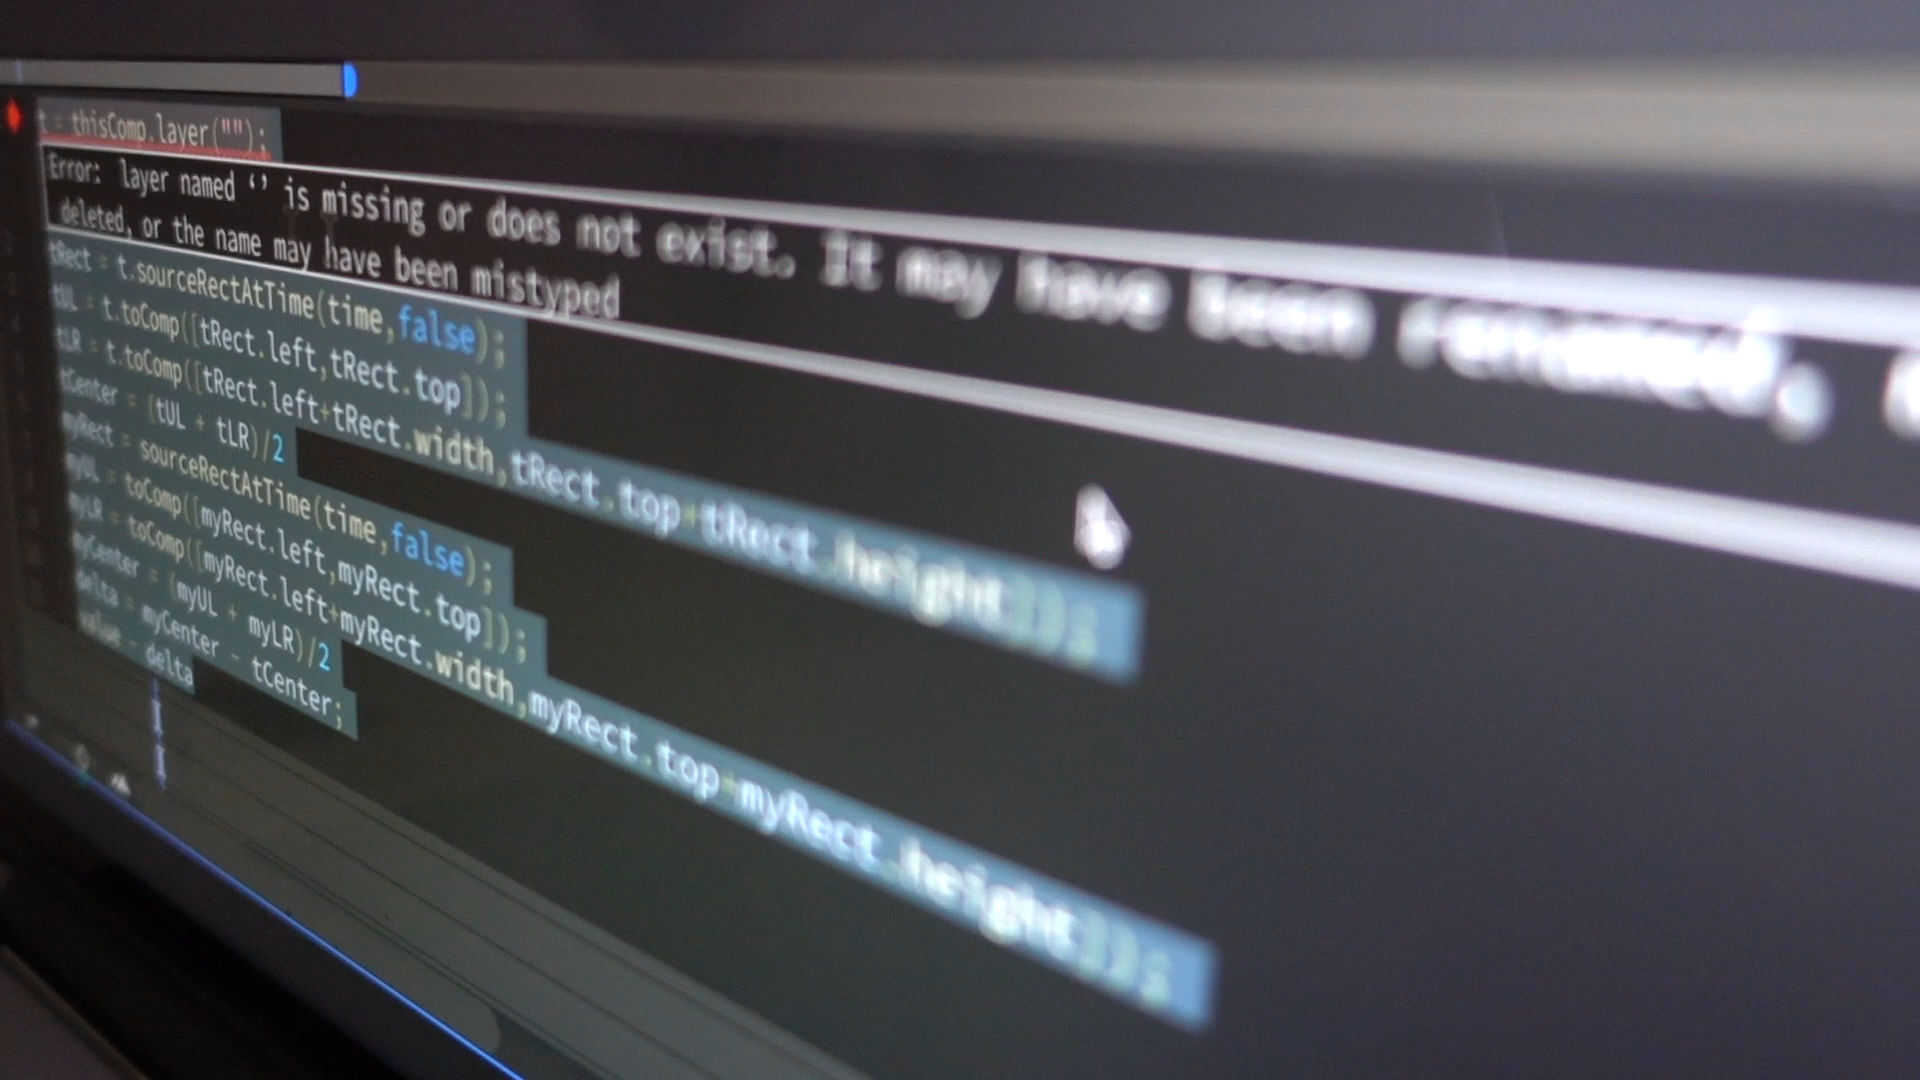 t = thisComp.layer("");
Error: layer named ‘’ is missing or does not exist. It may have been renamed,
deleted, or the name may have been mistyped
tRect = t.sourceRectAtTime(time,false);
tUL = t.toComp([tRect.left,tRect.top]);
tLR = t.toComp([tRect.left+tRect.width,tRect.top+tRect.height]);
tCenter = (tUL + tLR)/2
myRect = sourceRectAtTime(time,false);
myUL = toComp([myRect.left,myRect.top]);
myLR = toComp([myRect.left+myRect.width,myRect.top+myRect.height]);
myCenter = (myUL + myLR)/2
delta = myCenter - tCenter;
value - delta